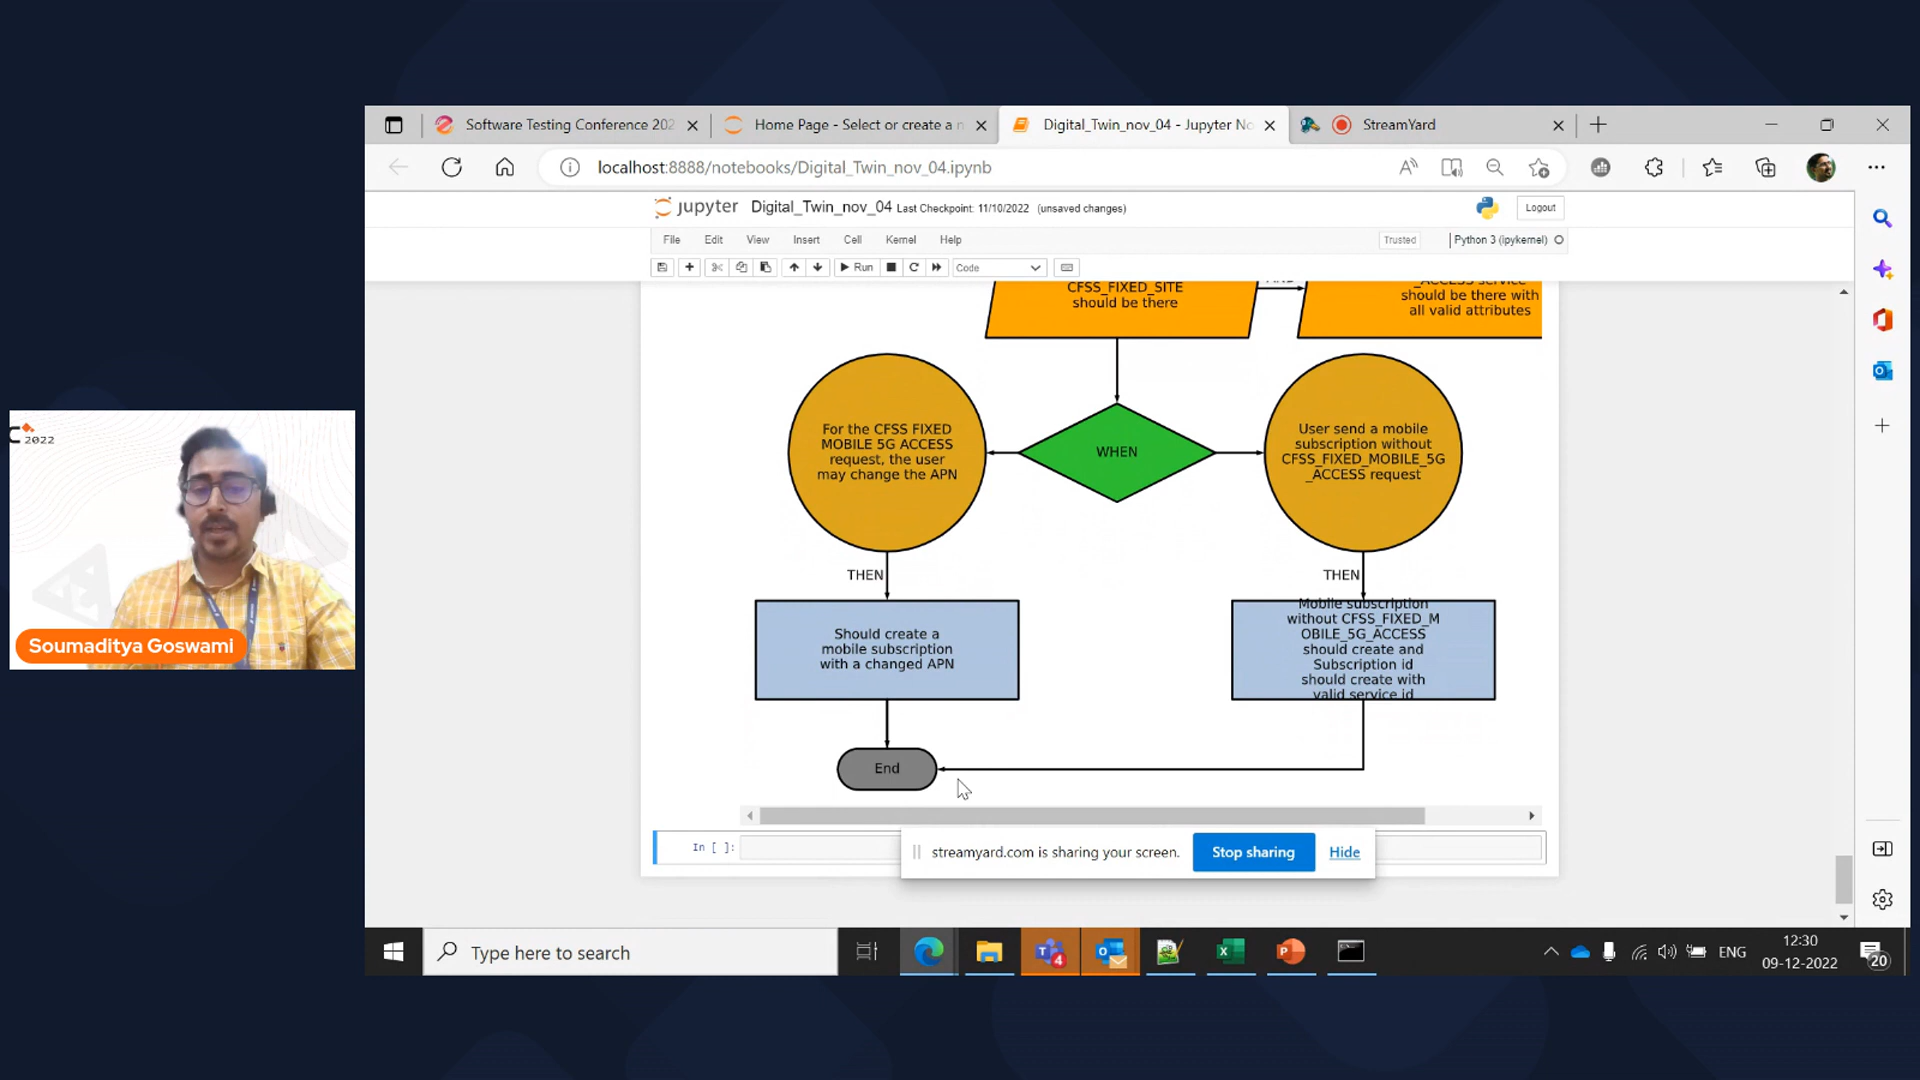 Software Testing Conference 202
Home Page - Select or create a n
Digital_Twin_nov_04 - Jupyter No
StreamYard
localhost:8888/notebooks/Digital_Twin_nov_04.ipynb
jupyter Digital_Twin_nov_04 Last Checkpoint: 11/10/2022 (unsaved changes)
Logout
File Edit View Insert Cell Kernel Help
Trusted
Python 3 (ipykernel)
Run
Code
CFSS_FIXED_SITE
should be there
AND
_ACCESS service
should be there with
all valid attributes
For the CFSS FIXED
MOBILE 5G ACCESS
request, the user
may change the APN
WHEN
User send a mobile
subscription without
CFSS_FIXED_MOBILE_5G
_ACCESS request
THEN
THEN
Should create a
mobile subscription
with a changed APN
Mobile subscription
without CFSS_FIXED_M
OBILE_5G_ACCESS
should create and
Subscription id
should create with
valid service id
End
In [ ]:
streamyard.com is sharing your screen.
Stop sharing
Hide
C 2022
Soumaditya Goswami
Type here to search
4
ENG
12:30
09-12-2022
20